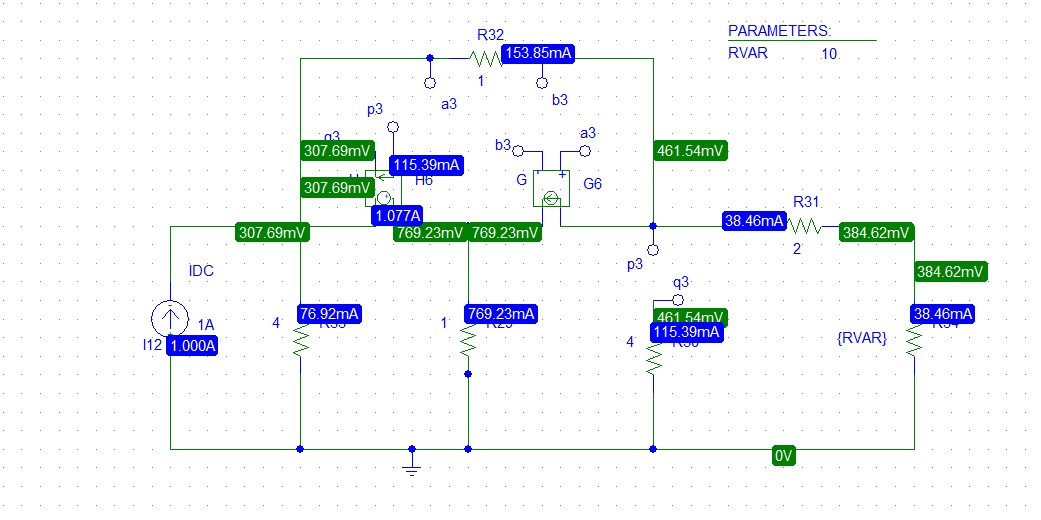 PARAMETERS:
RVAR 10
R32
153.85mA
1
a3
b3
p3
307.69mV
115.39mA
H6
b3
a3
G
G6
461.54mV
307.69mV
1.077A
307.69mV
769.23mV
769.23mV
p3
38.46mA
R31
2
384.62mV
384.62mV
IDC
1A
I12
1.000A
76.92mA
4
769.23mA
1
q3
461.54mV
115.39mA
4
38.46mA
{RVAR}
0V